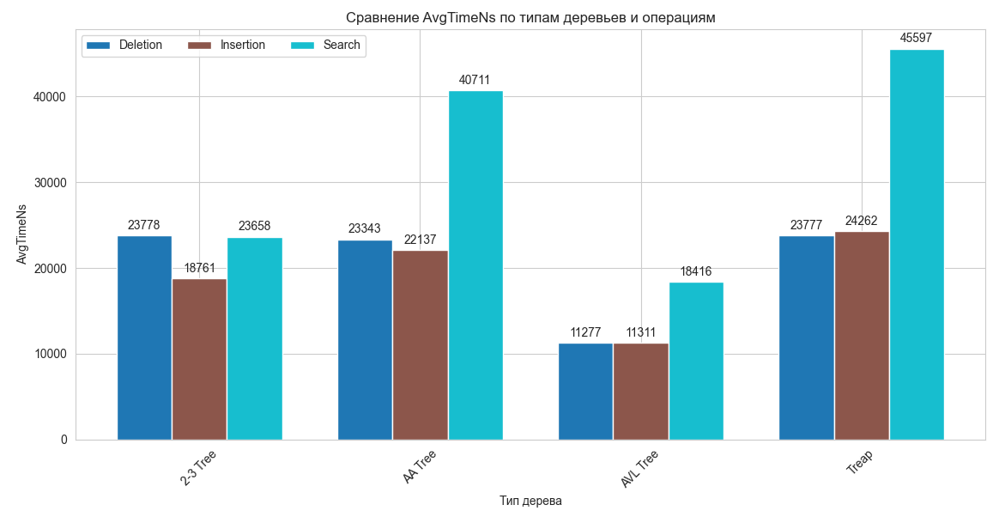 Сравнение AvgTimeNs по типам деревьев и операциям
Deletion Insertion Search
AvgTimeNs
40000
30000
20000
10000
0
23778
18761
23658
23343
22137
40711
11277
11311
18416
23777
24262
45597
2-3 Tree
AA Tree
AVL Tree
Treap
Тип дерева